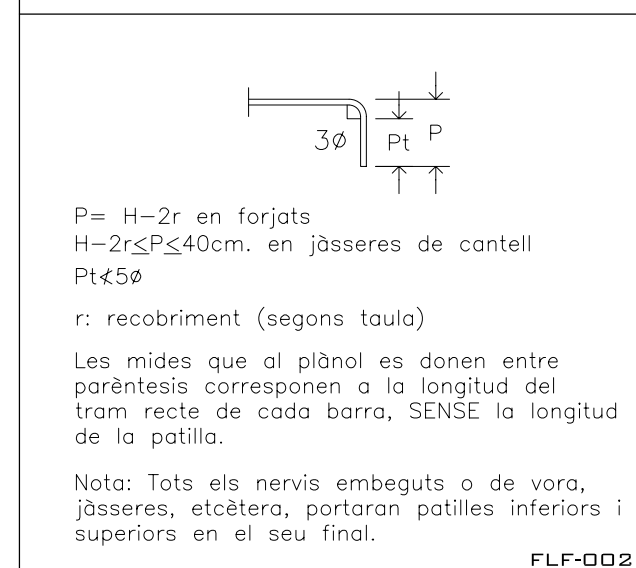 3ø
Pt
P
P= H-2r en forjats
H-2r≤P≤40cm. en jàsseres de cantell
Pt≮5ø
r: recobriment (segons taula)
Les mides que al plànol es donen entre
parèntesis corresponen a la longitud del
tram recte de cada barra, SENSE la longitud
de la patilla.
Nota: Tots els nervis embeguts o de vora,
jàsseres, etcètera, portaran patilles inferiors i
superiors en el seu final.
FLF-002